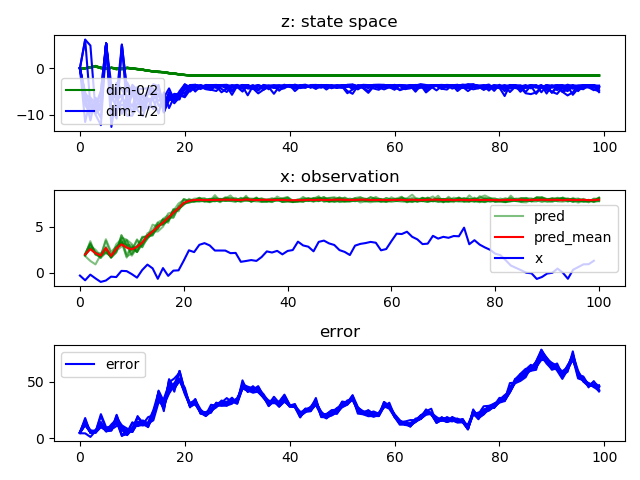 z: state space
0
−10
dim-0/2
dim-1/2
0 20 40 60 80 100
x: observation
5
0
pred
pred_mean
x
0 20 40 60 80 100
error
50
0
error
0 20 40 60 80 100